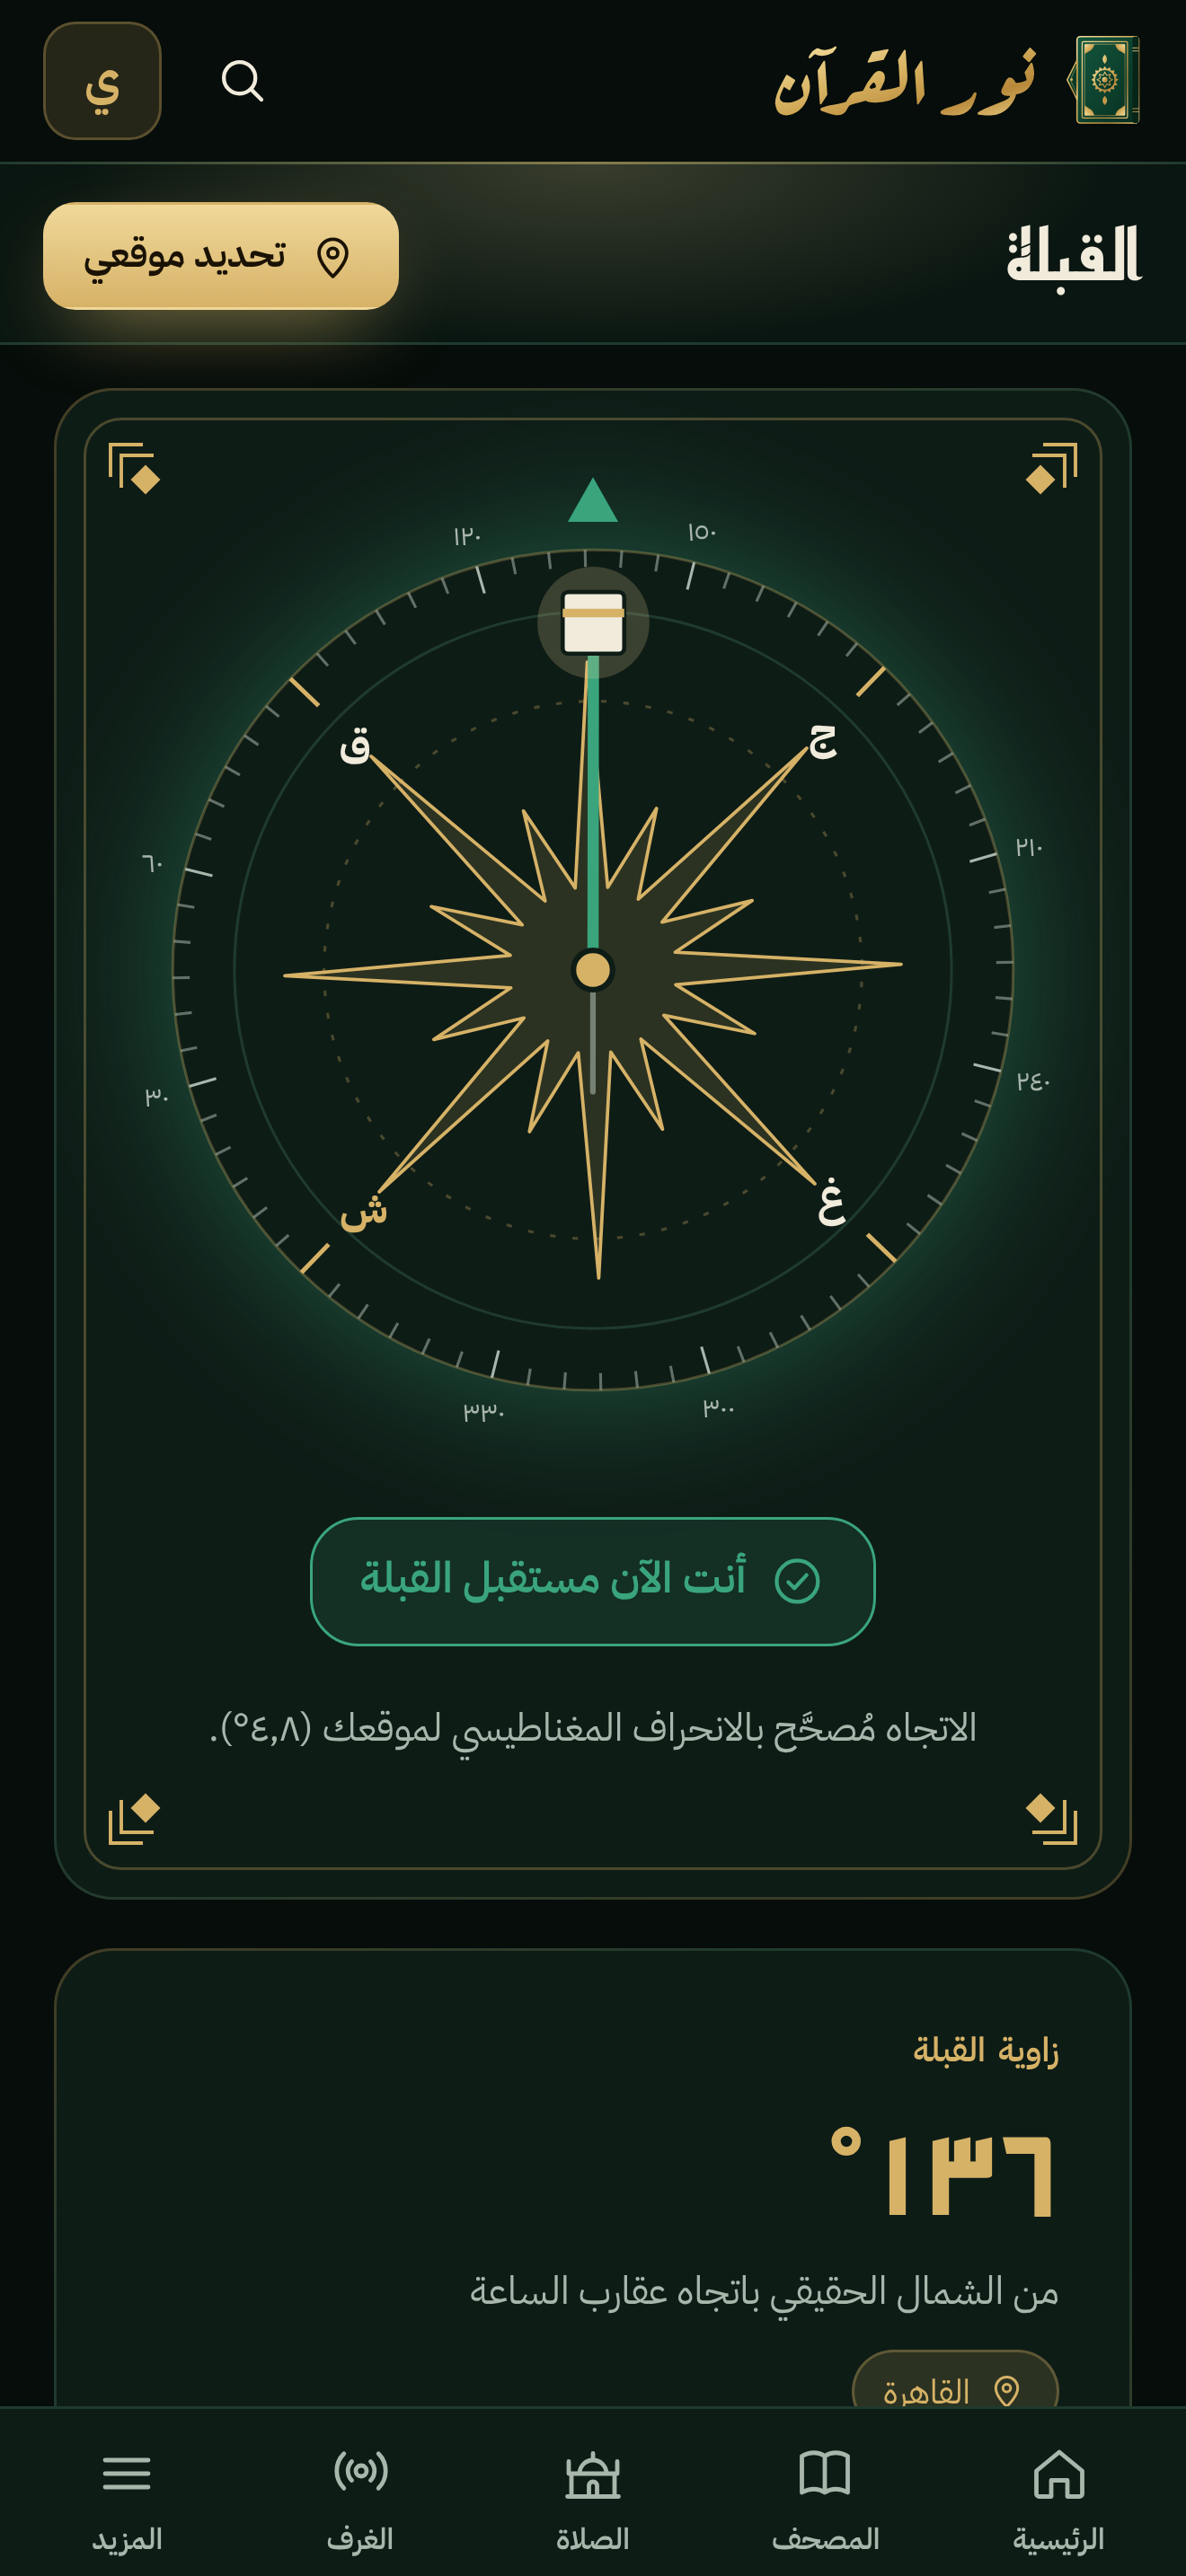 نور القرآن
ي
القبلة
تحديد موقعي
١٢٠
١٥٠
ق
ج
٦٠
٢١٠
٣٠
٢٤٠
ش
غ
٣٣٠
٣٠٠
أنت الآن مستقبل القبلة
الاتجاه مُصحَّح بالانحراف المغناطيسي لموقعك (٤,٨°).
زاوية القبلة
١٣٦°
من الشمال الحقيقي باتجاه عقارب الساعة
القاهرة
الرئيسية
المصحف
الصلاة
الغرف
المزيد